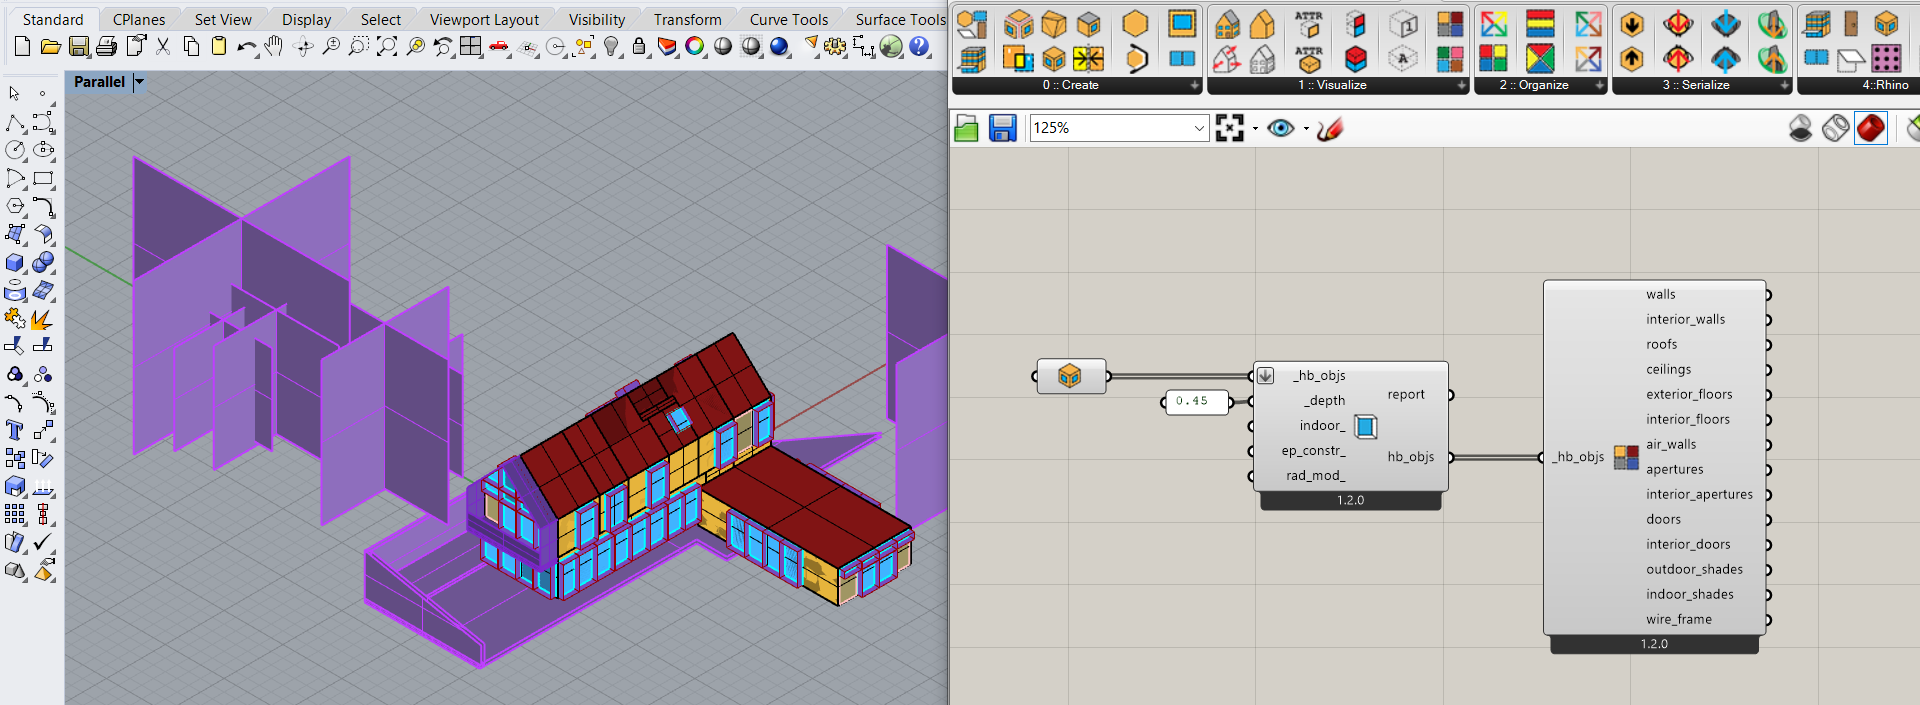 Standard CPlanes Set View Display Select Viewport Layout Visibility Transform Curve Tools Surface Tools
Parallel
ATTR
ATTR
0 :: Create
1 :: Visualize
2 :: Organize
3 :: Serialize
4::Rhino
125%
0.45
_hb_objs
_depth
indoor_
ep_constr_
rad_mod_
report
hb_objs
1.2.0
_hb_objs
walls
interior_walls
roofs
ceilings
exterior_floors
interior_floors
air_walls
apertures
interior_apertures
doors
interior_doors
outdoor_shades
indoor_shades
wire_frame
1.2.0